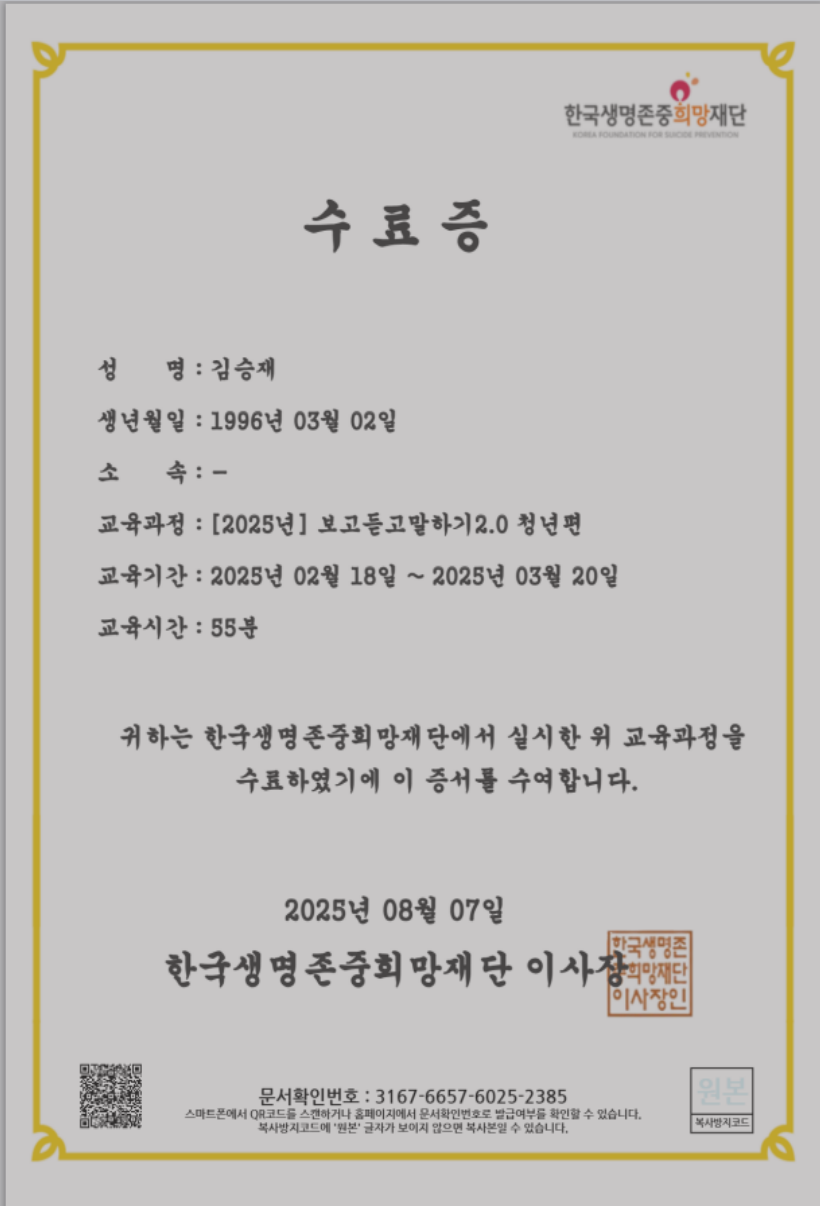 한국생명존중희망재단
KOREA FOUNDATION FOR SUICIDE PREVENTION
수 료 증
성 명 : 김승재
생년월일 : 1996년 03월 02일
소 속 : -
교육과정 : [2025년] 보고듣고말하기2.0 청년편
교육기간 : 2025년 02월 18일 ~ 2025년 03월 20일
교육시간 : 55분
귀하는 한국생명존중희망재단에서 실시한 위 교육과정을
수료하였기에 이 증서를 수여합니다.
2025년 08월 07일
한국생명존중희망재단 이사장
한국생명존
중희망재단
이사장인
문서확인번호 : 3167-6657-6025-2385
스마트폰에서 QR코드를 스캔하거나 홈페이지에서 문서확인번호로 발급여부를 확인할 수 있습니다.
복사방지코드에 '원본' 글자가 보이지 않으면 복사본일 수 있습니다.
원본
복사방지코드